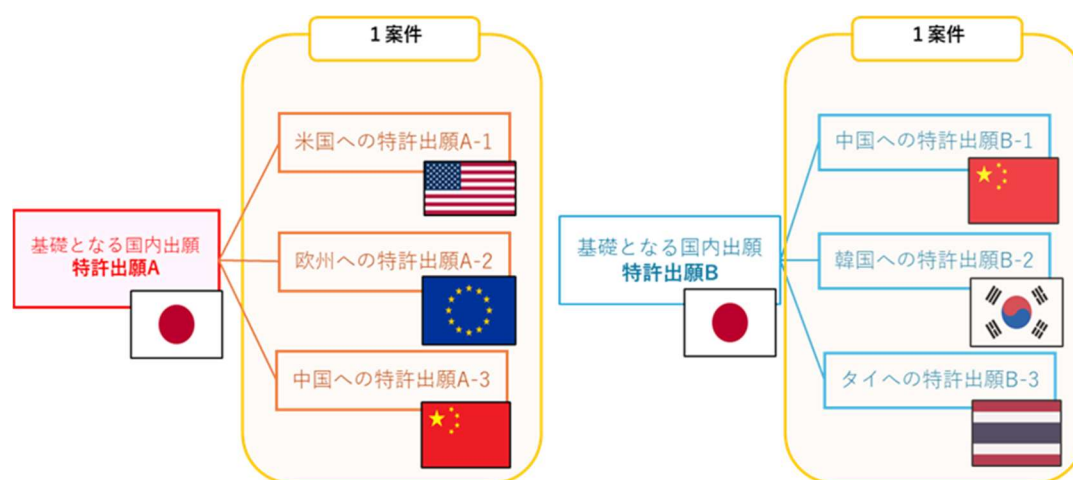 1案件
米国への特許出願A-1
基礎となる国内出願
特許出願A
欧州への特許出願A-2
中国への特許出願A-3
1案件
中国への特許出願B-1
基礎となる国内出願
特許出願B
韓国への特許出願B-2
タイへの特許出願B-3